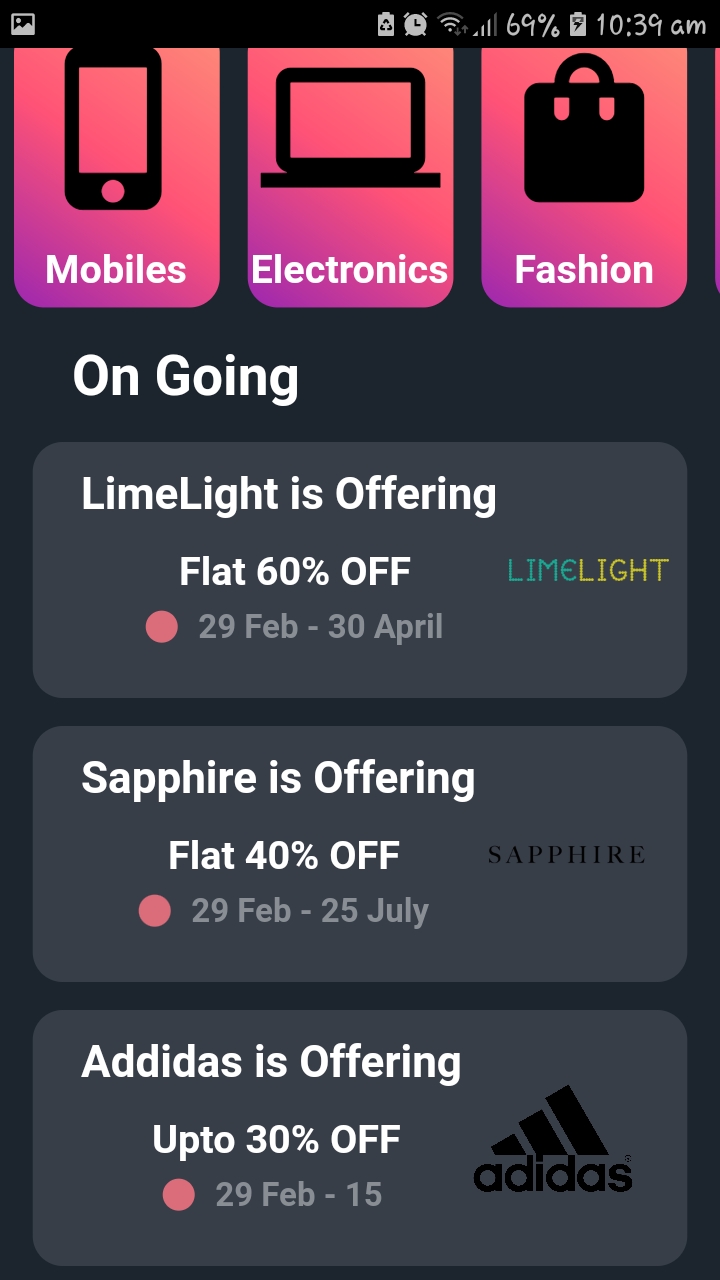 69% 10:39 am
Mobiles
Electronics
Fashion
On Going
LimeLight is Offering
Flat 60% OFF
LIMELIGHT
29 Feb - 30 April
Sapphire is Offering
Flat 40% OFF
SAPPHIRE
29 Feb - 25 July
Addidas is Offering
Upto 30% OFF
adidas®
29 Feb - 15